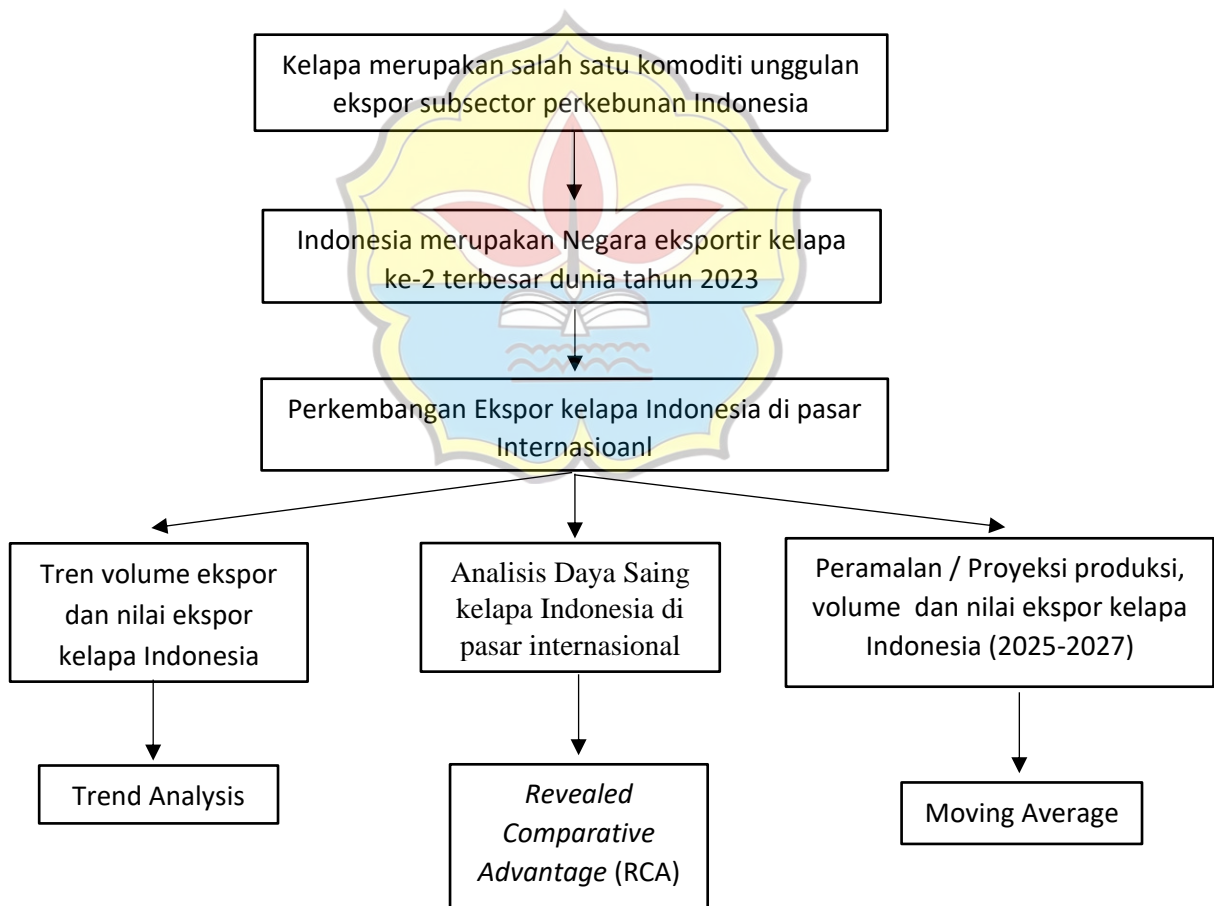 Kelapa merupakan salah satu komoditi unggulan
ekspor subsector perkebunan Indonesia
Indonesia merupakan Negara eksportir kelapa
ke-2 terbesar dunia tahun 2023
Perkembangan Ekspor kelapa Indonesia di pasar
Internasioanl
Tren volume ekspor
dan nilai ekspor
kelapa Indonesia
Analisis Daya Saing
kelapa Indonesia di
pasar internasional
Peramalan / Proyeksi produksi,
volume dan nilai ekspor kelapa
Indonesia (2025-2027)
Trend Analysis
Revealed
Comparative
Advantage (RCA)
Moving Average